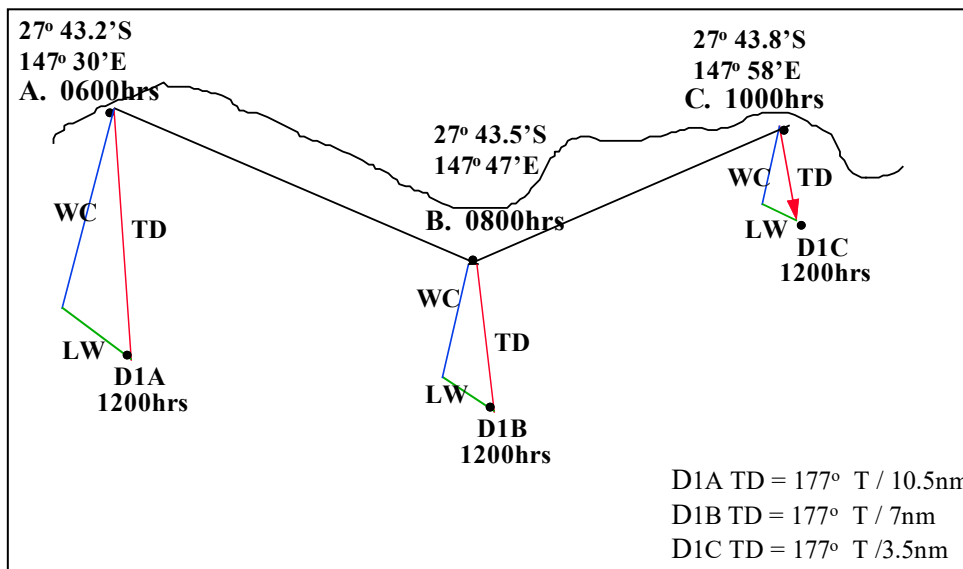 27º 43.2’S
147º 30’E
A. 0600hrs
27º 43.8’S
147º 58’E
C. 1000hrs
27º 43.5’S
147º 47’E
B. 0800hrs
WC
TD
LW
D1A
1200hrs
WC
TD
LW
D1B
1200hrs
WC
TD
LW
D1C
1200hrs
D1A TD = 177º T / 10.5nm
D1B TD = 177º T / 7nm
D1C TD = 177º T /3.5nm